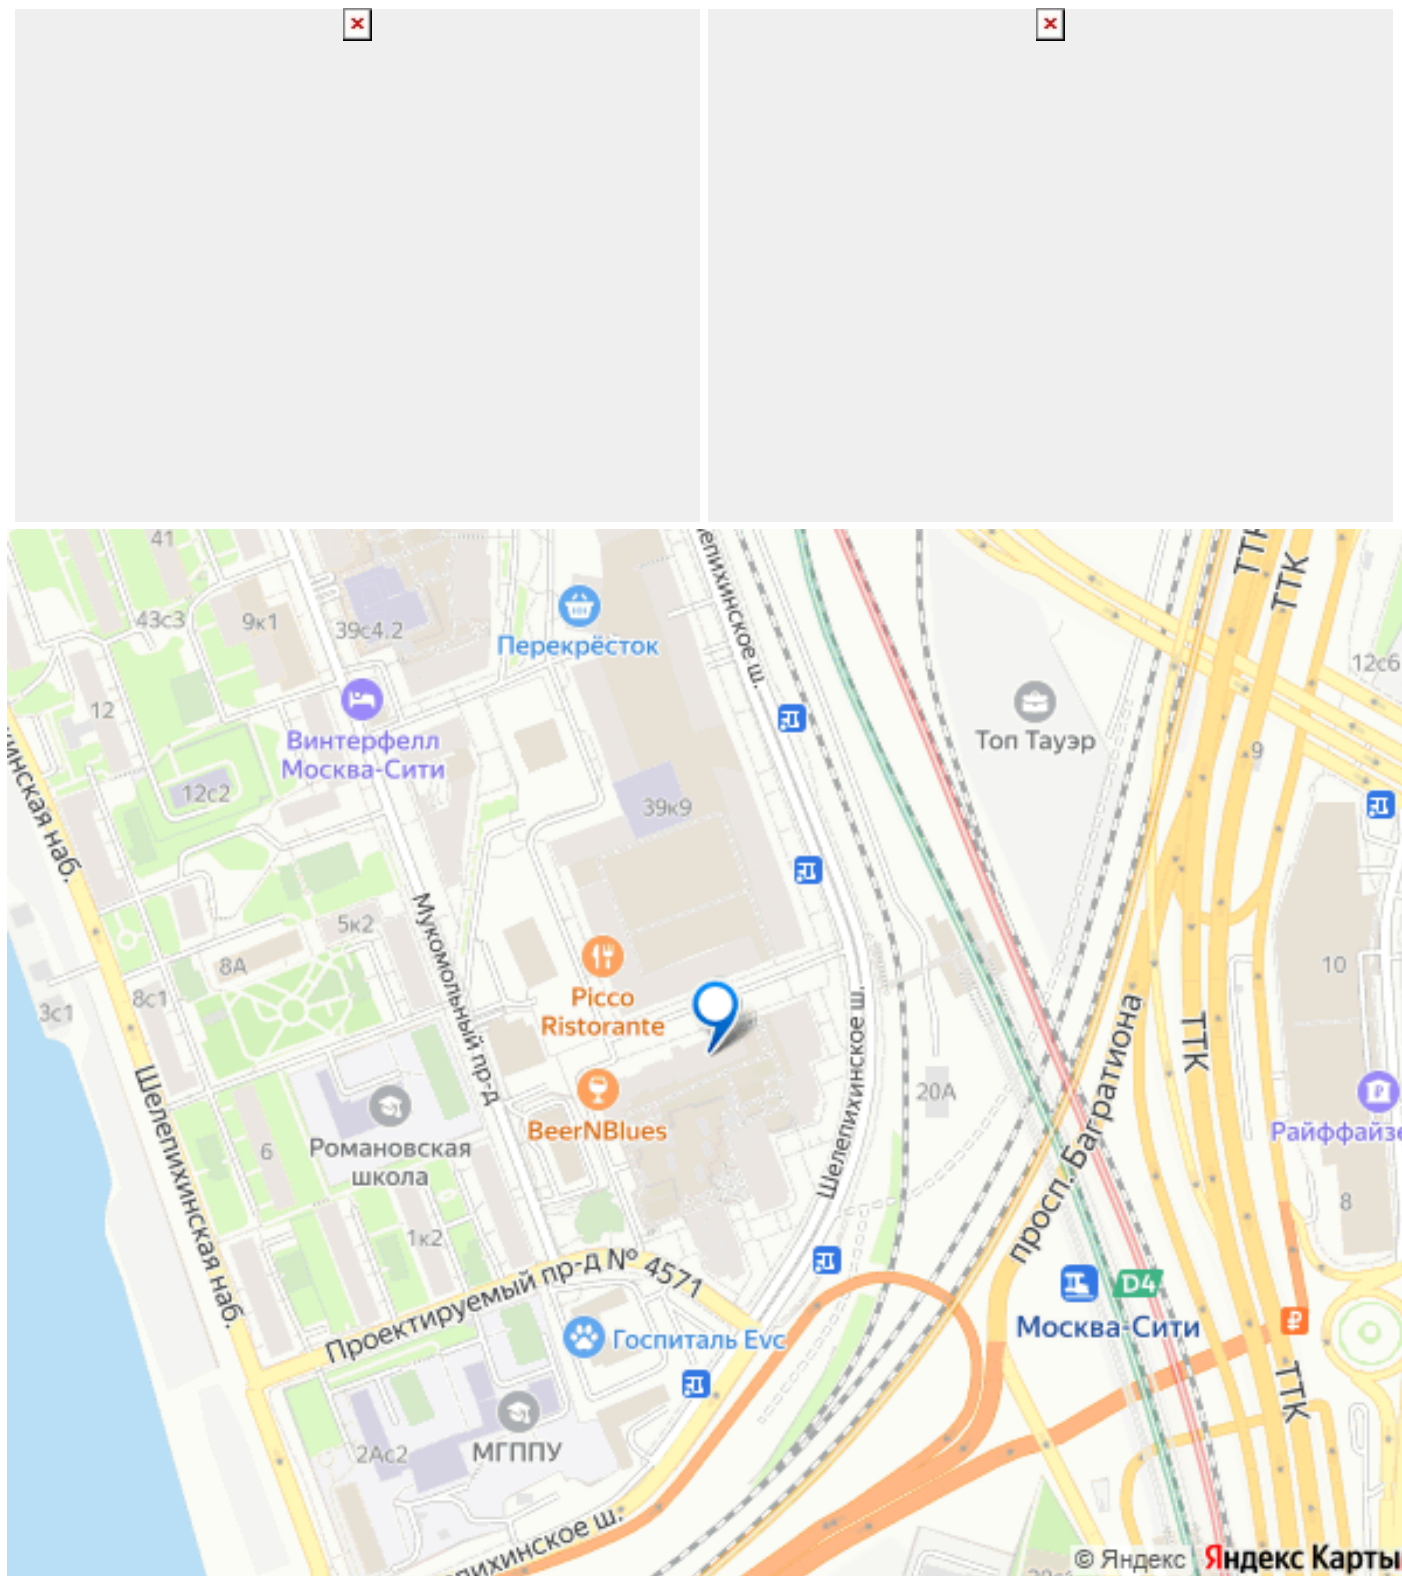 41
43с3
9к1
39с4.2
Перекрёсток
ТТК
12с6
12
Винтерфелл
Москва-Сити
Топ Тауэр
9
12с2
39к9
Мукомольный пр-д
5к2
8А
8с1
3с1
10
Picco
Ristorante
Шелепихинское ш.
просп. Багратиона
ТТК
20А
BeerNBlues
Шелепихинская наб.
Романовская
школа
6
8
1к2
Проектируемый пр-д № 4571
D4
Москва-Сити
Госпиталь Evc
ТТК
2Ас2
МГППУ
© Яндекс
Яндекс Карты